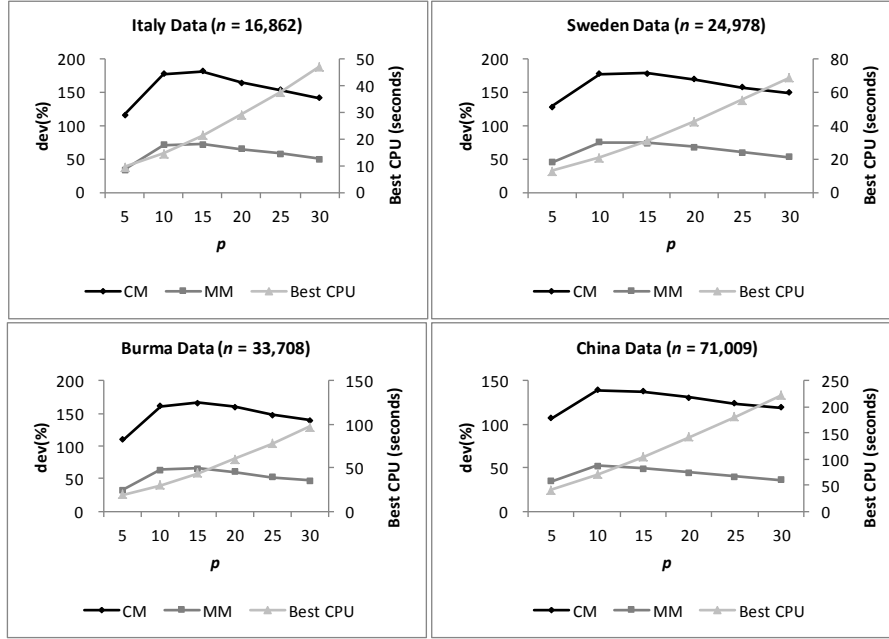 Italy Data (n = 16,862)
dev(%)
200
150
100
50
0
50
40
30
20
10
0
Best CPU (seconds)
5 10 15 20 25 30
p
CM MM Best CPU
Sweden Data (n = 24,978)
dev(%)
200
150
100
50
0
80
60
40
20
0
Best CPU (seconds)
5 10 15 20 25 30
p
CM MM Best CPU
Burma Data (n = 33,708)
dev(%)
200
150
100
50
0
150
100
50
0
Best CPU (seconds)
5 10 15 20 25 30
p
CM MM Best CPU
China Data (n = 71,009)
dev(%)
150
100
50
0
250
200
150
100
50
0
Best CPU (seconds)
5 10 15 20 25 30
p
CM MM Best CPU